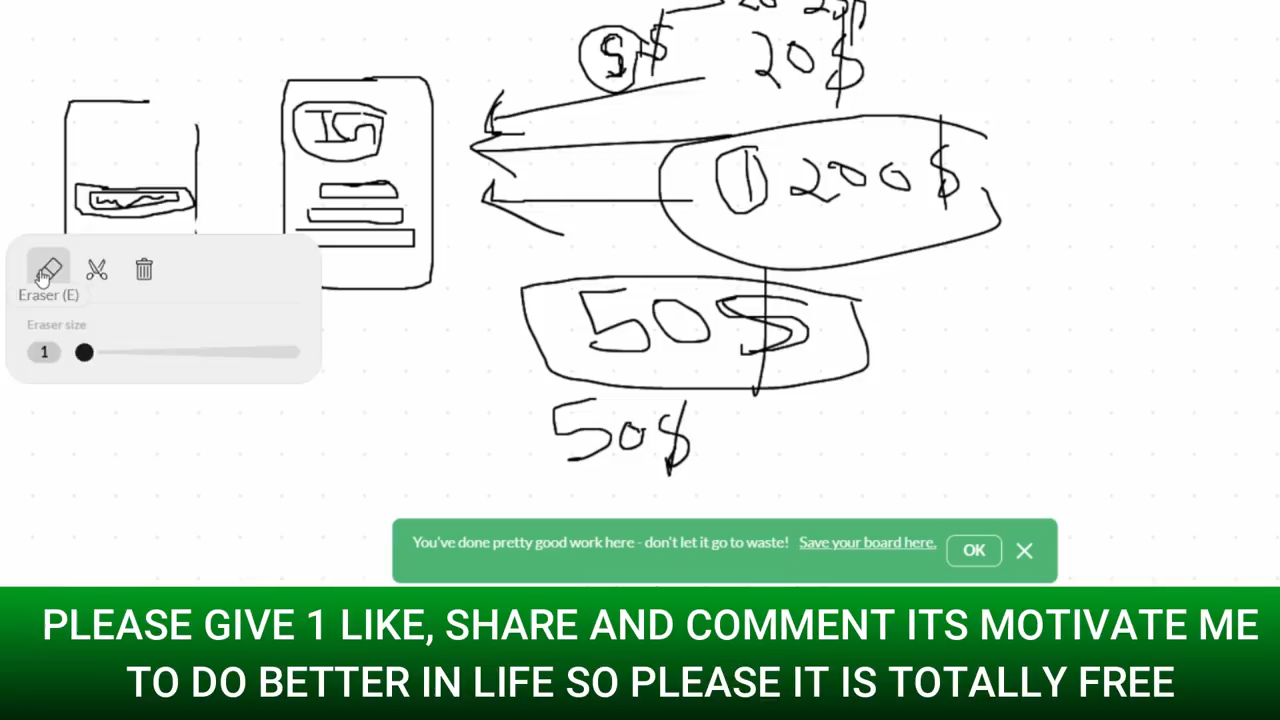 20$
IG
① 200$
50$
50$
Eraser (E)
Eraser size
1
You've done pretty good work here - don't let it go to waste! Save your board here. OK
PLEASE GIVE 1 LIKE, SHARE AND COMMENT ITS MOTIVATE ME
TO DO BETTER IN LIFE SO PLEASE IT IS TOTALLY FREE